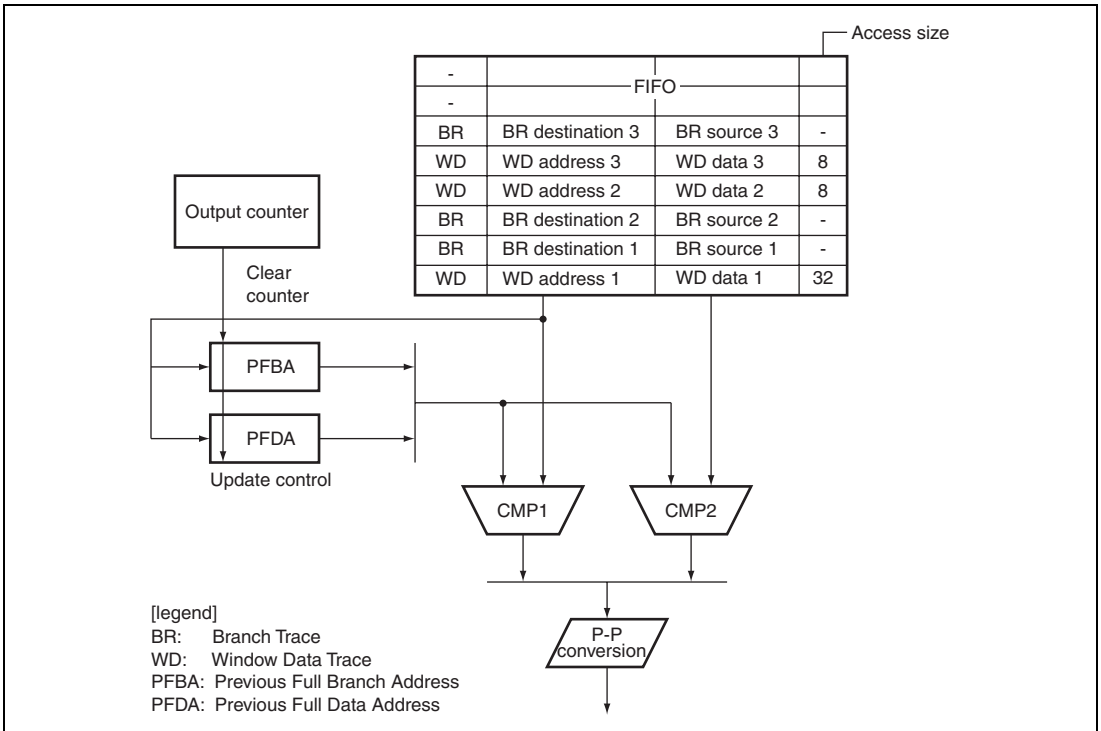 Access size
-
FIFO
-
BR BR destination 3 BR source 3 -
WD WD address 3 WD data 3 8
WD WD address 2 WD data 2 8
BR BR destination 2 BR source 2 -
BR BR destination 1 BR source 1 -
WD WD address 1 WD data 1 32
Output counter
Clear
counter
PFBA
PFDA
Update control
CMP1 CMP2
P-P
conversion
[legend]
BR: Branch Trace
WD: Window Data Trace
PFBA: Previous Full Branch Address
PFDA: Previous Full Data Address